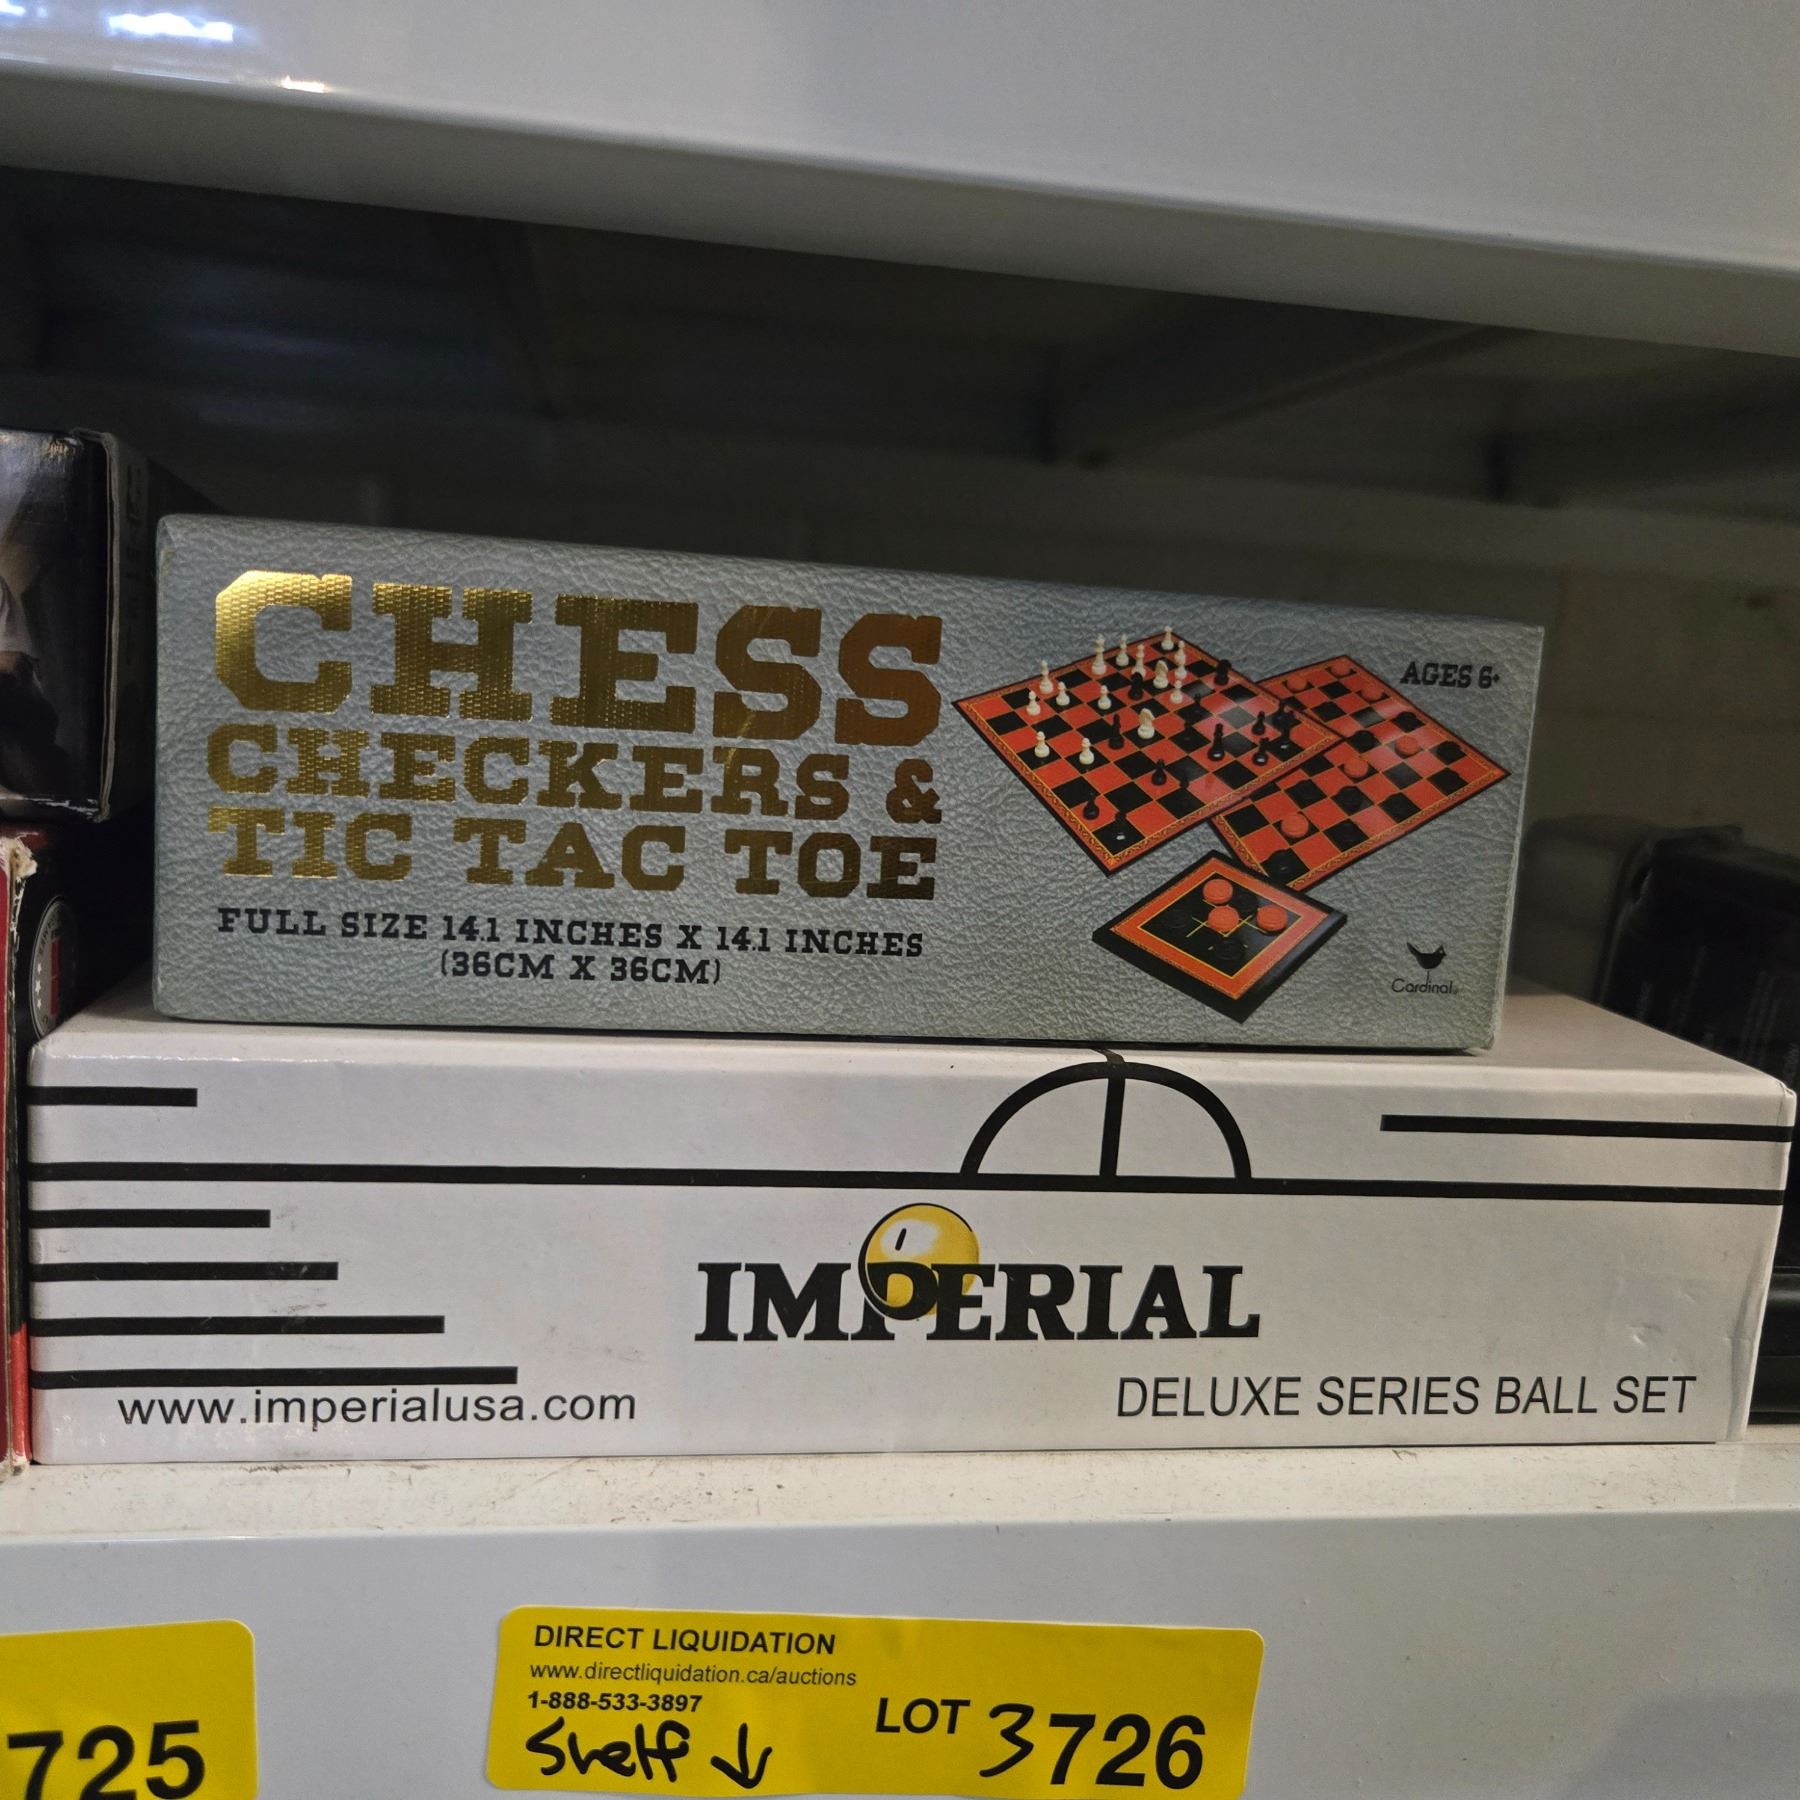 CHESS
CHECKERS &
TIC TAC TOE
FULL SIZE 14.1 INCHES X 14.1 INCHES
(36CM X 36CM)
AGES 6+
Cardinal®
IMPERIAL
www.imperialusa.com
DELUXE SERIES BALL SET
DIRECT LIQUIDATION
www.directliquidation.ca/auctions
1-888-533-3897
Shelf ↓
LOT 3726
725